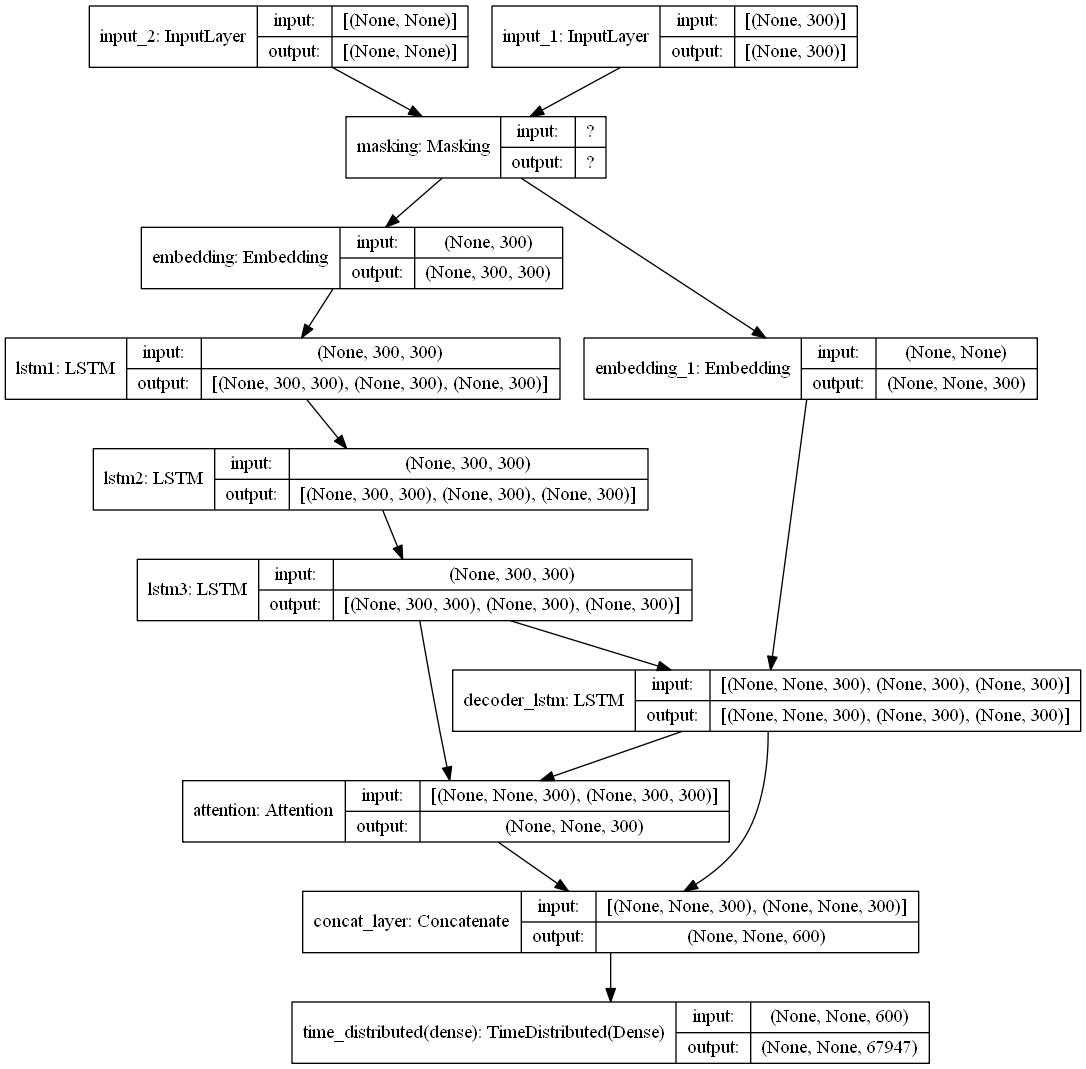 input_2: InputLayer input: [(None, None)]
output: [(None, None)]
input_1: InputLayer input: [(None, 300)]
output: [(None, 300)]
masking: Masking input: ?
output: ?
embedding: Embedding input: (None, 300)
output: (None, 300, 300)
lstm1: LSTM input: (None, 300, 300)
output: [(None, 300, 300), (None, 300), (None, 300)]
embedding_1: Embedding input: (None, None)
output: (None, None, 300)
lstm2: LSTM input: (None, 300, 300)
output: [(None, 300, 300), (None, 300), (None, 300)]
lstm3: LSTM input: (None, 300, 300)
output: [(None, 300, 300), (None, 300), (None, 300)]
decoder_lstm: LSTM input: [(None, None, 300), (None, 300), (None, 300)]
output: [(None, None, 300), (None, 300), (None, 300)]
attention: Attention input: [(None, None, 300), (None, 300, 300)]
output: (None, None, 300)
concat_layer: Concatenate input: [(None, None, 300), (None, None, 300)]
output: (None, None, 600)
time_distributed(dense): TimeDistributed(Dense) input: (None, None, 600)
output: (None, None, 67947)